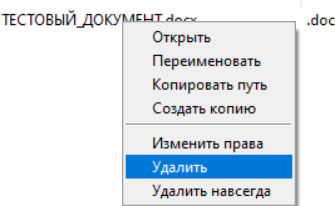 ТЕСТОВЫЙ_ДОКУМЕНТ.docx .doc
Открыть
Переименовать
Копировать путь
Создать копию
Изменить права
Удалить
Удалить навсегда